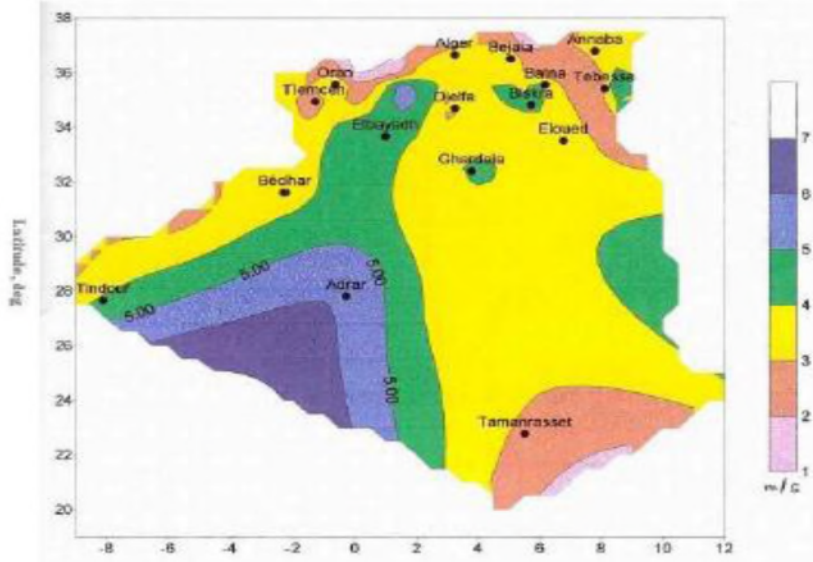 38
36
34
32
30
28
26
24
22
20
Latitude, deg
Alger
Bejaia
Annaba
Oran
Batna
Tebessa
Tlemcen
Djelfa
Biskra
Elbayadh
Eloued
Ghardaia
Béchar
5.00
5.00
Tindouf
Adrar
5.00
5.00
Tamanrasset
-8
-6
-4
-2
0
2
4
6
8
10
12
7
6
5
4
3
2
1
m/s